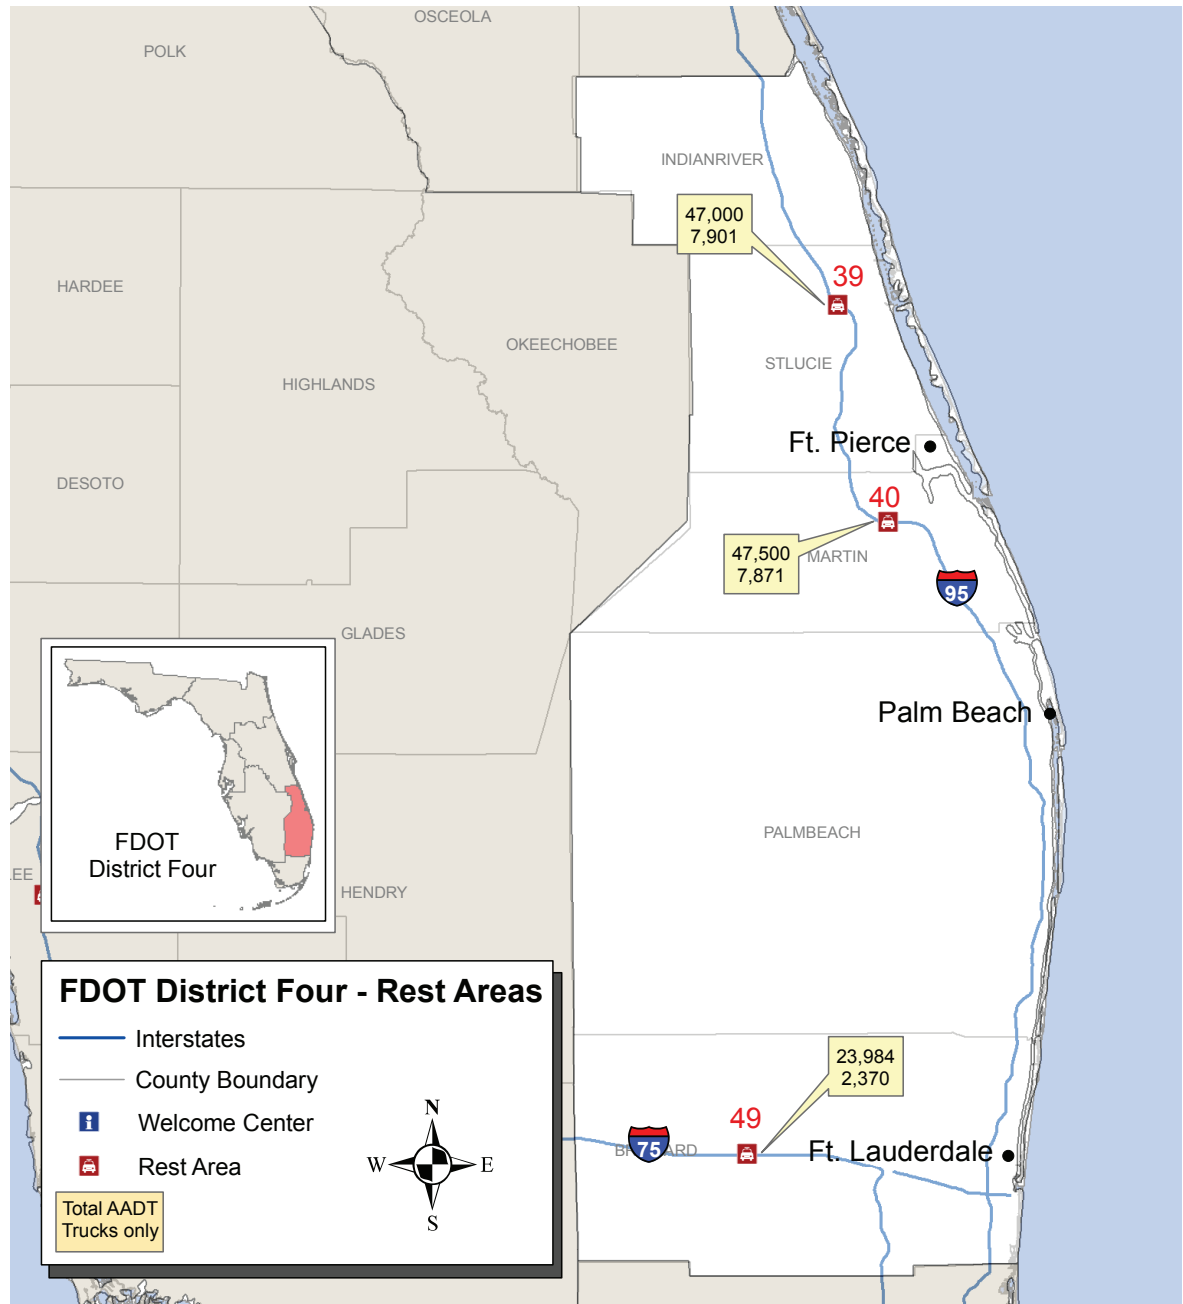 OSCEOLA
POLK
INDIANRIVER
47,000
7,901
39
HARDEE
OKEECHOBEE
STLUCIE
HIGHLANDS
Ft. Pierce
DESOTO
40
47,500
7,871
MARTIN
95
GLADES
Palm Beach
PALMBEACH
FDOT
District Four
EE
HENDRY
FDOT District Four - Rest Areas
Interstates
County Boundary
Welcome Center
Rest Area
Total AADT
Trucks only
N
W
E
S
23,984
2,370
49
75
B ARD
Ft. Lauderdale